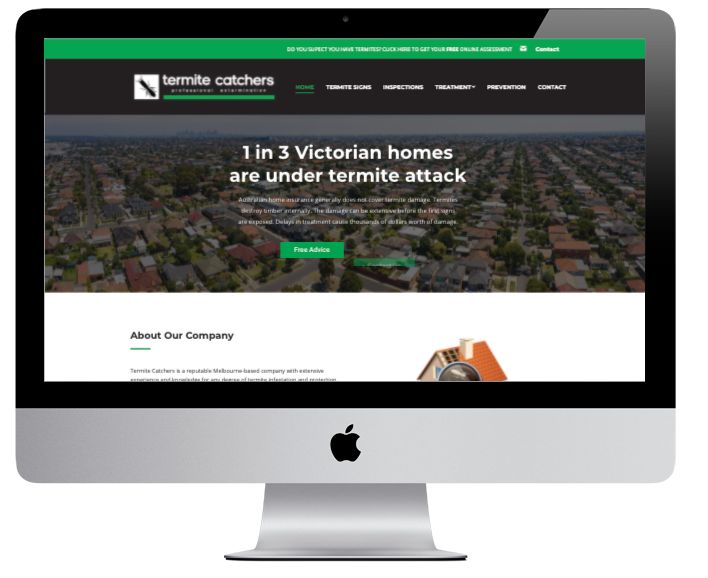 DO YOU SUPECT YOU HAVE TERMITES? CLICK HERE TO GET YOUR FREE ONLINE ASSESSMENT Contact
termite catchers
professional extermination
HOME TERMITE SIGNS INSPECTIONS TREATMENT PREVENTION CONTACT
1 in 3 Victorian homes
are under termite attack
Australian home insurance generally does not cover termite damage. Termites
destroy timber internally. The damage can be extensive before the first signs
are exposed. Delays in treatment cause thousands of dollars worth of damage.
Free Advice
About Our Company
Termite Catchers is a reputable Melbourne-based company with extensive
experience and knowledge for any degree of termite infestation and protection